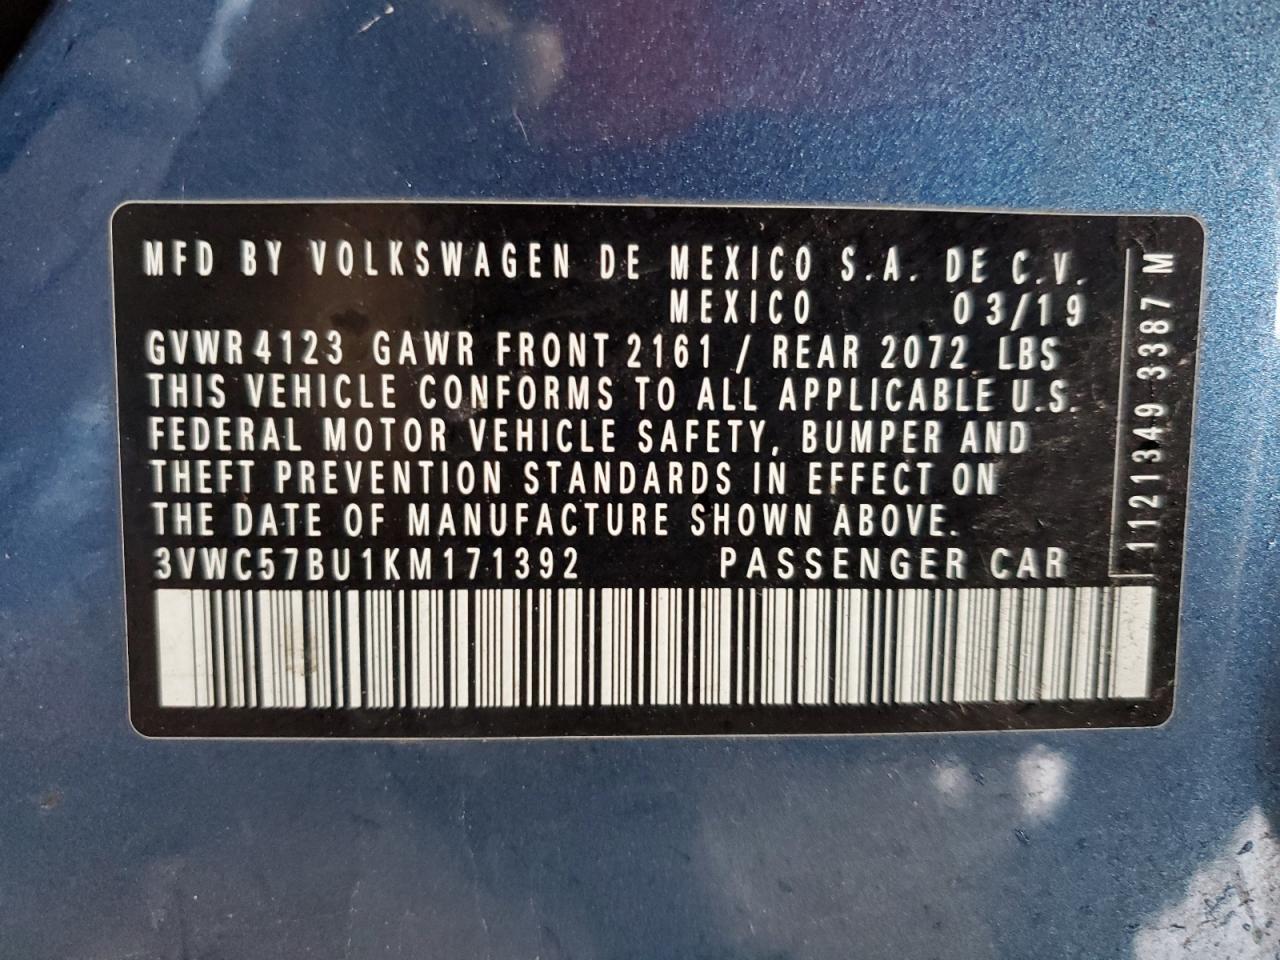 MFD BY VOLKSWAGEN DE MEXICO S.A. DE C.V.
MEXICO 03/19
GVWR 4123 GAWR FRONT 2161 / REAR 2072 LBS
THIS VEHICLE CONFORMS TO ALL APPLICABLE U.S.
FEDERAL MOTOR VEHICLE SAFETY, BUMPER AND
THEFT PREVENTION STANDARDS IN EFFECT ON
THE DATE OF MANUFACTURE SHOWN ABOVE.
3VWC57BU1KM171392 PASSENGER CAR
1121349 3387 M